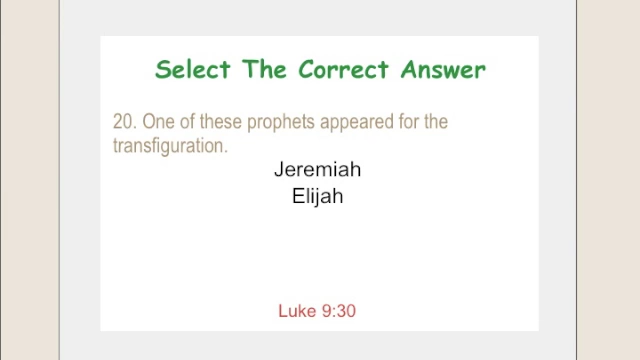 Select The Correct Answer
20. One of these prophets appeared for the
transfiguration.
Jeremiah
Elijah
Luke 9:30